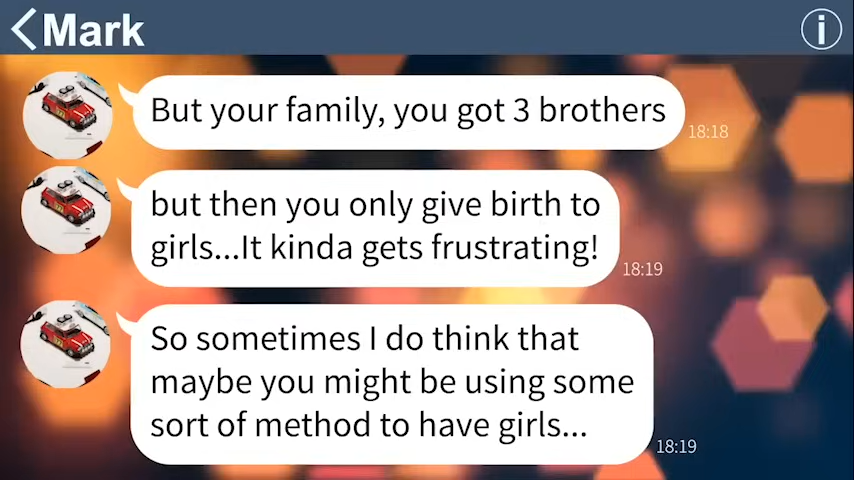 Mark
But your family, you got 3 brothers
18:18
but then you only give birth to
girls...It kinda gets frustrating!
18:19
So sometimes I do think that
maybe you might be using some
sort of method to have girls...
18:19